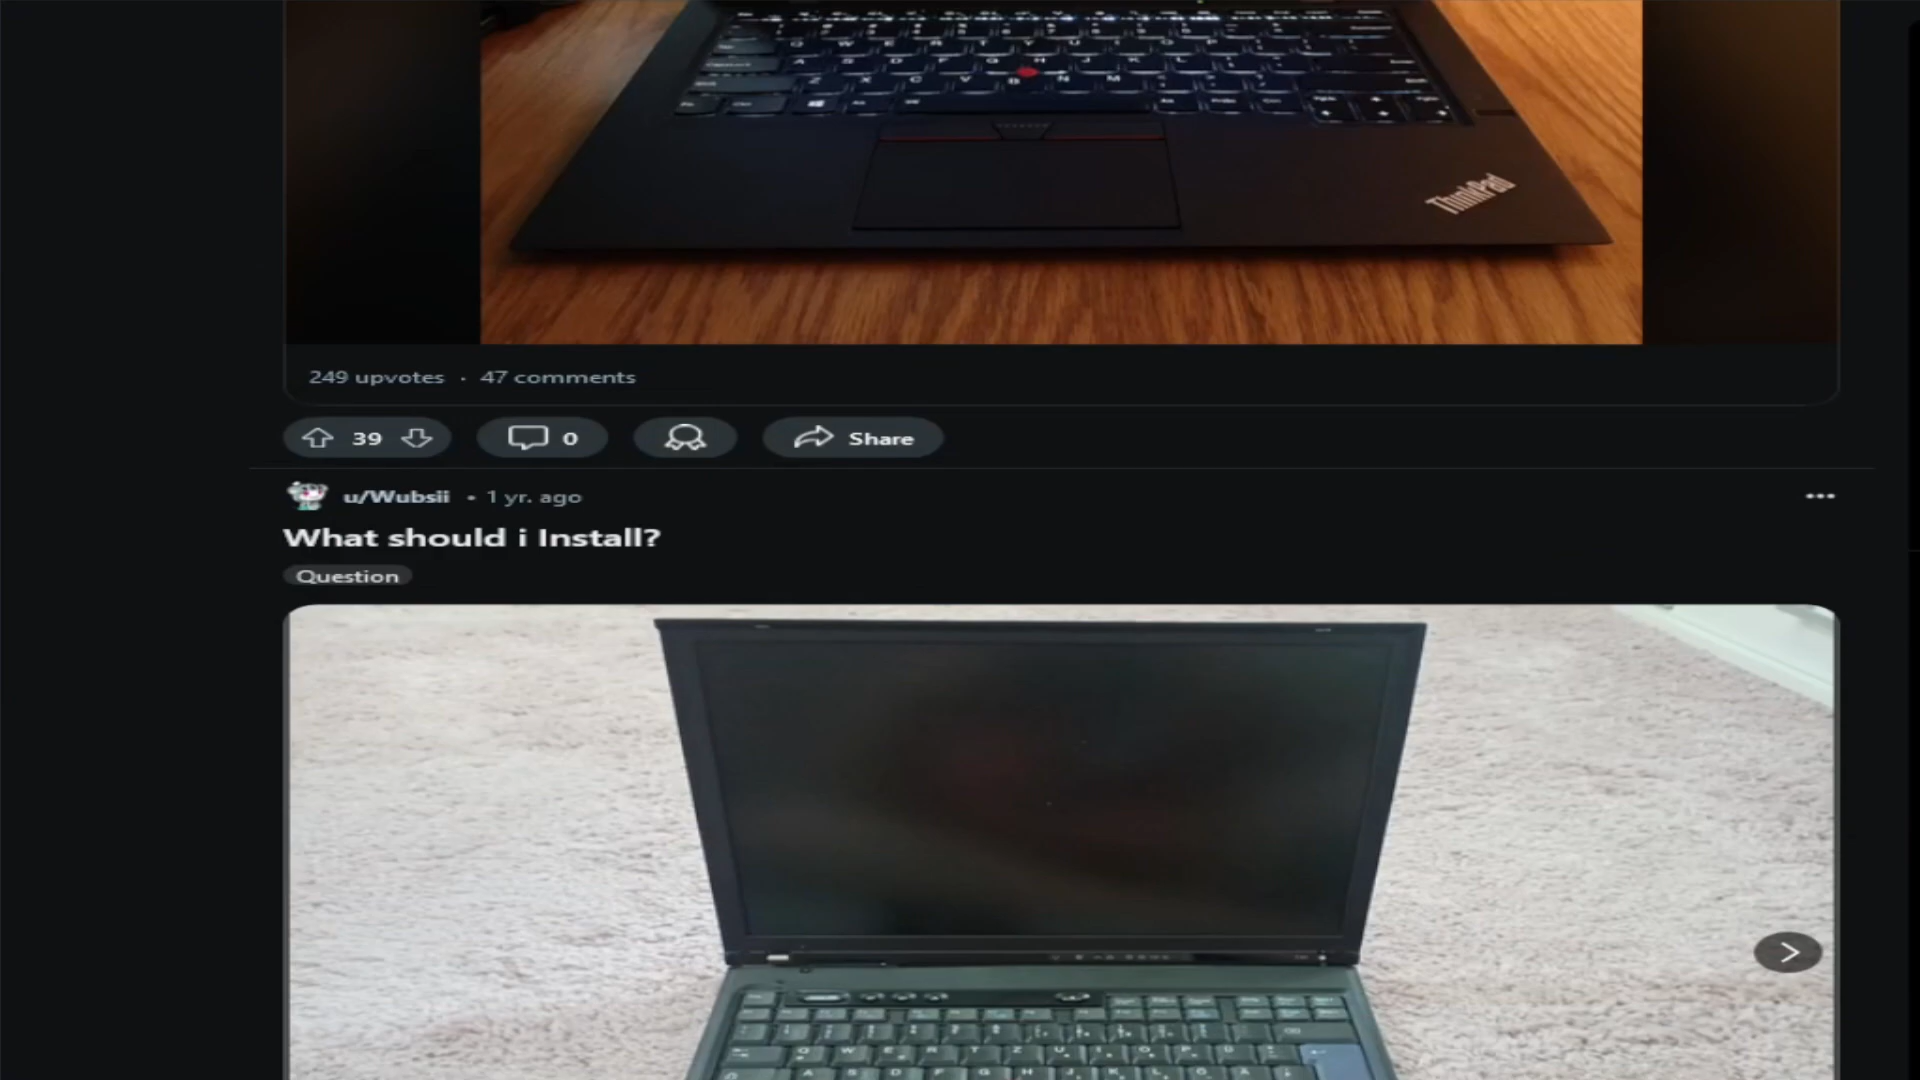 ThinkPad
249 upvotes · 47 comments
39
0
Share
u/Wubsii • 1 yr. ago
What should i Install?
Question